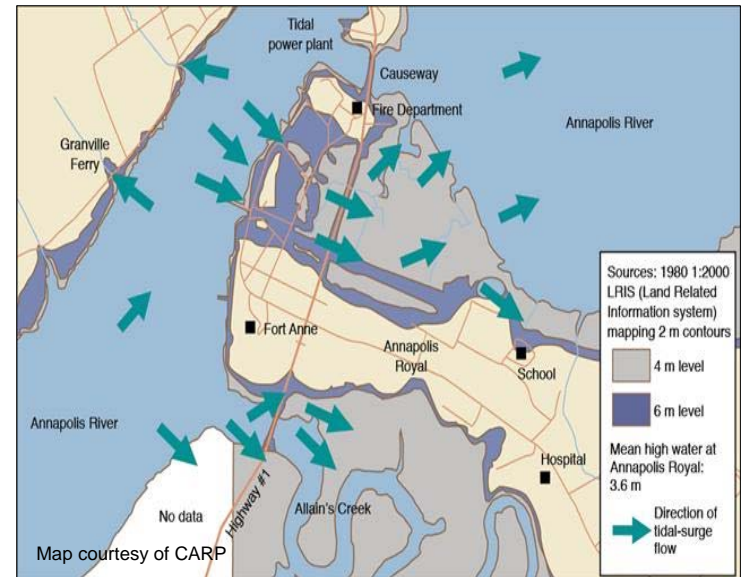 Tidal
power plant
Causeway
Fire Department
Annapolis River
Granville
Ferry
Fort Anne
Annapolis
Royal
School
Annapolis River
Hospital
No data
Highway #1
Allain's Creek
Map courtesy of CARP
Sources: 1980 1:2000
LRIS (Land Related
Information system)
mapping 2 m contours
4 m level
6 m level
Mean high water at
Annapolis Royal:
3.6 m
Direction of
tidal-surge
flow